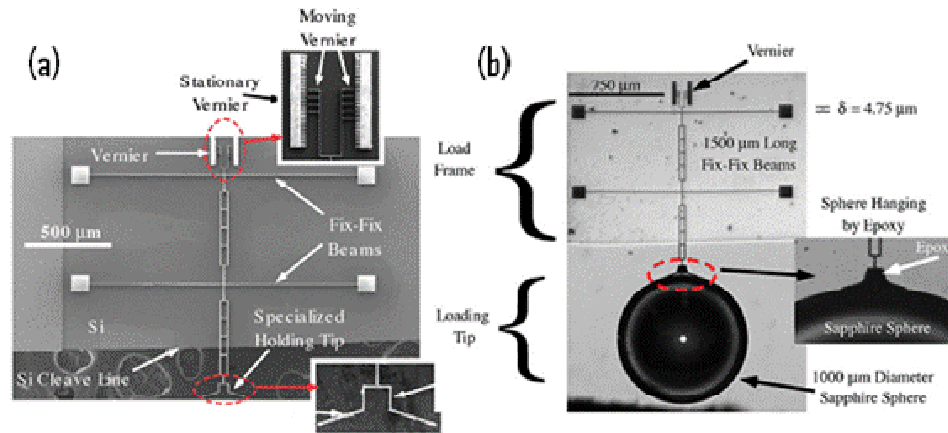 (a)
Moving
Vernier
Stationary
Vernier
Vernier
500 µm
Fix-Fix
Beams
Si
Specialized
Holding Tip
Si Cleave Line
(b)
Vernier
750 µm
δ = 4.75 µm
Load
Frame
1500 µm Long
Fix-Fix Beams
Sphere Hanging
by Epoxy
Epox
Loading
Tip
Sapphire Sphere
1000 µm Diameter
Sapphire Sphere